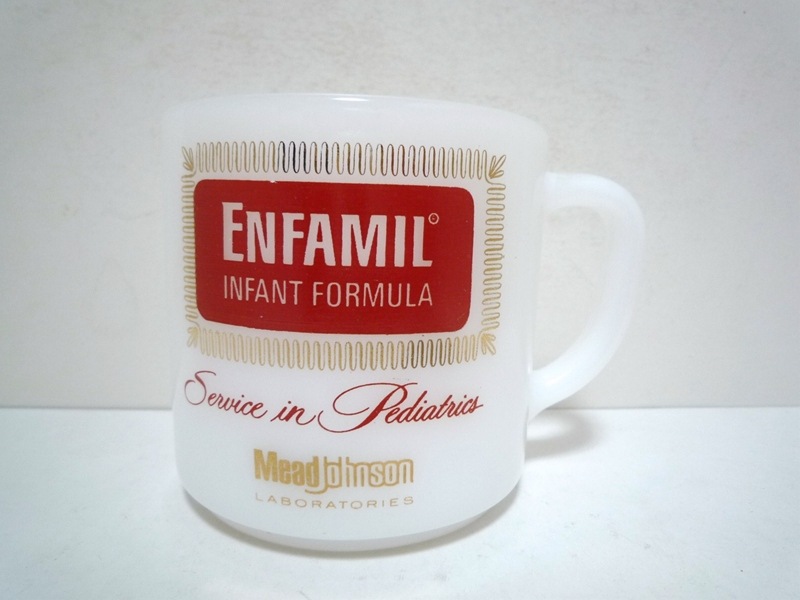 ENFAMIL®
INFANT FORMULA
Service in Pediatrics
MeadJohnson
LABORATORIES